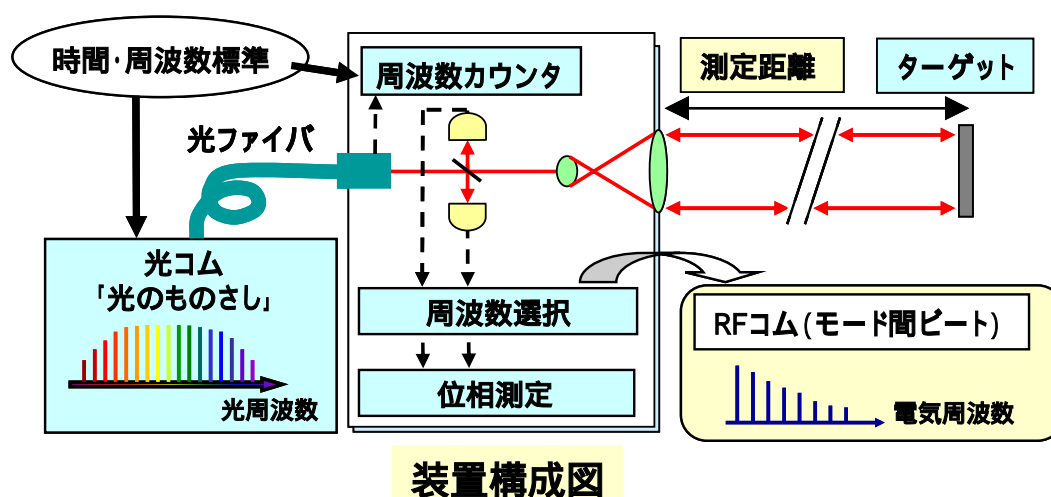 時間・周波数標準
周波数カウンタ
測定距離
ターゲット
光ファイバ
光コム
「光のものさし」
光周波数
周波数選択
位相測定
RFコム(モード間ビート)
電気周波数
装置構成図